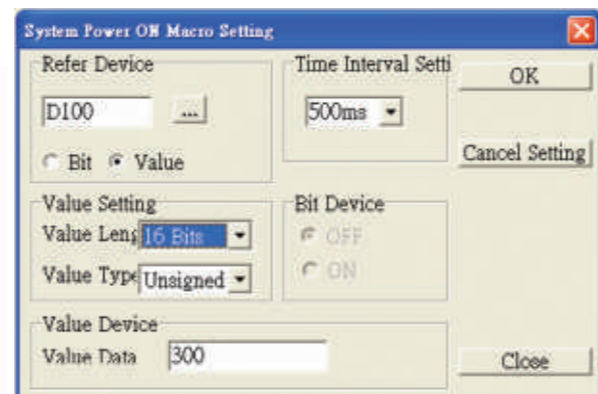 System Power ON Macro Setting
Refer Device
D100
...
Bit
Value
Time Interval Setti
500ms
OK
Cancel Setting
Value Setting
Value Leng
16 Bits
Value Type
Unsigned
Bit Device
OFF
ON
Value Device
Value Data
300
Close